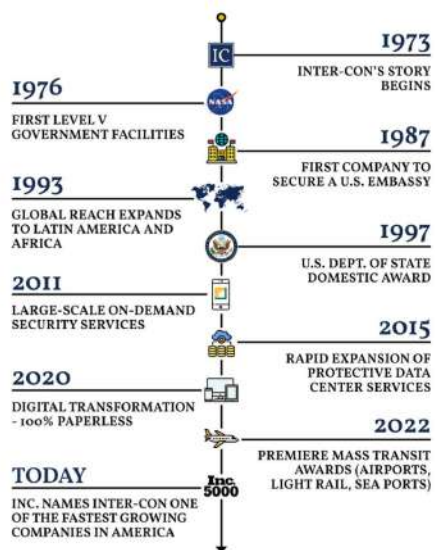 IC
1973
INTER-CON'S STORY
BEGINS
1976
NASA
FIRST LEVEL V
GOVERNMENT FACILITIES
1987
FIRST COMPANY TO
SECURE A U.S. EMBASSY
1993
GLOBAL REACH EXPANDS
TO LATIN AMERICA AND
AFRICA
1997
U.S. DEPT. OF STATE
DOMESTIC AWARD
2011
LARGE-SCALE ON-DEMAND
SECURITY SERVICES
2015
RAPID EXPANSION OF
PROTECTIVE DATA
CENTER SERVICES
2020
DIGITAL TRANSFORMATION
- 100% PAPERLESS
2022
PREMIERE MASS TRANSIT
AWARDS (AIRPORTS,
LIGHT RAIL, SEA PORTS)
TODAY
Inc.
5000
INC. NAMES INTER-CON ONE
OF THE FASTEST GROWING
COMPANIES IN AMERICA